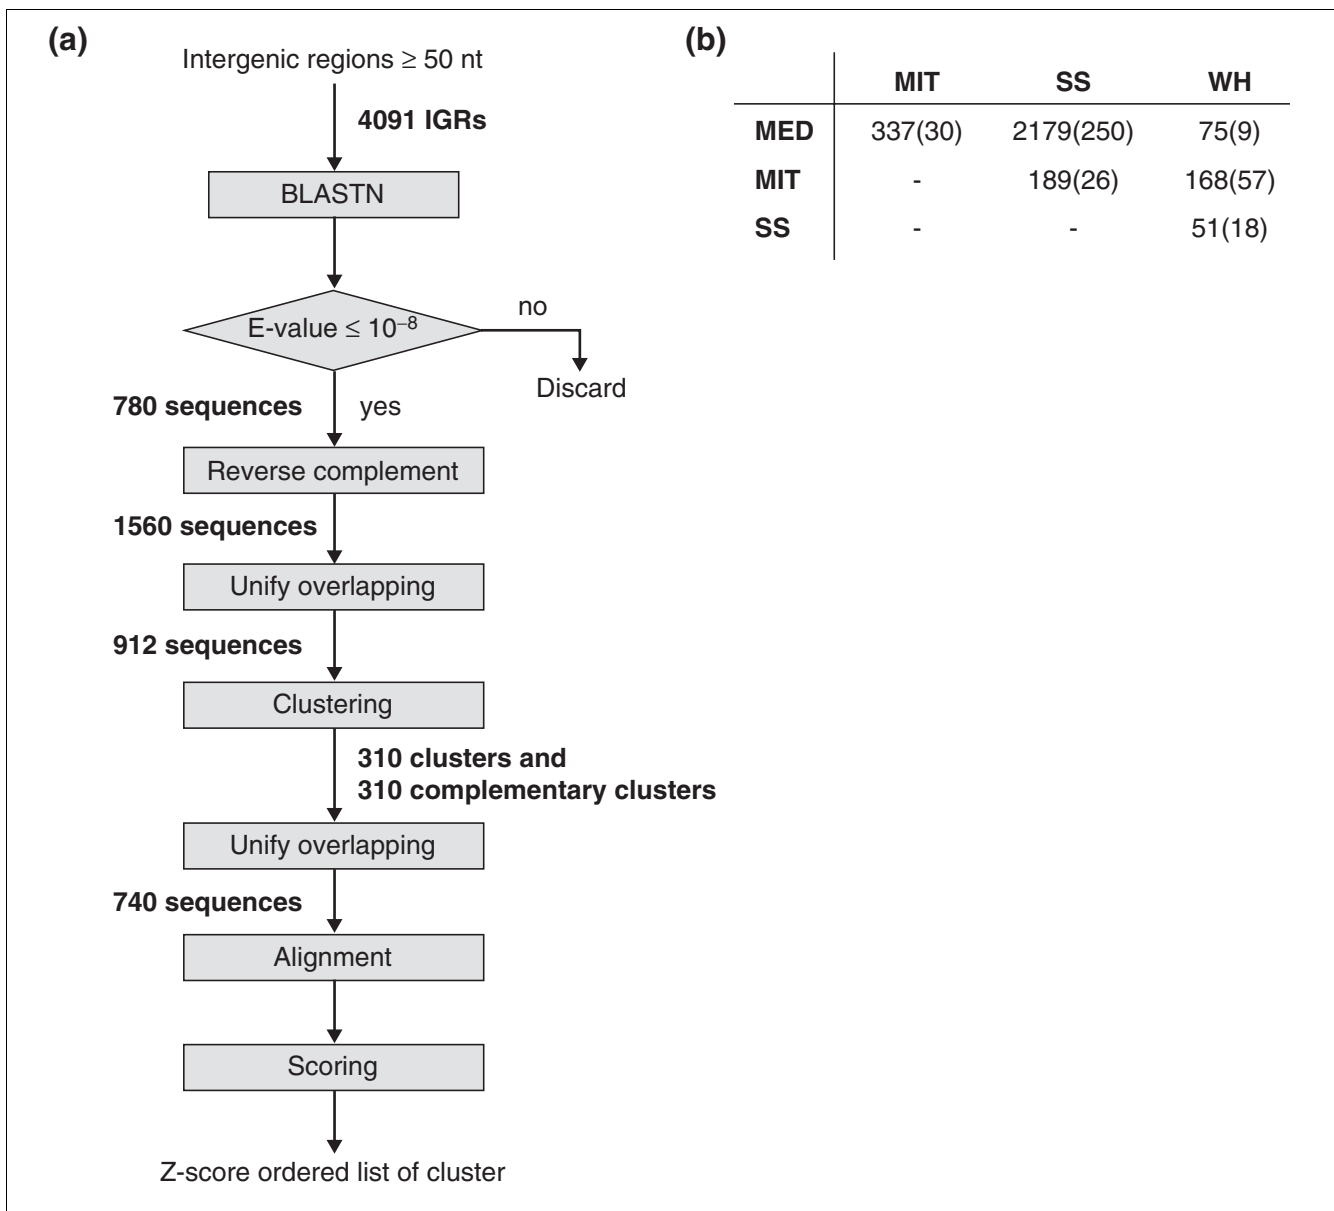 (a)
Intergenic regions ≥ 50 nt
4091 IGRs
BLASTN
E-value ≤ 10⁻⁸
no
Discard
780 sequences
yes
Reverse complement
1560 sequences
Unify overlapping
912 sequences
Clustering
310 clusters and
310 complementary clusters
Unify overlapping
740 sequences
Alignment
Scoring
Z-score ordered list of cluster
(b)
MIT SS WH
MED 337(30) 2179(250) 75(9)
MIT - 189(26) 168(57)
SS - - 51(18)